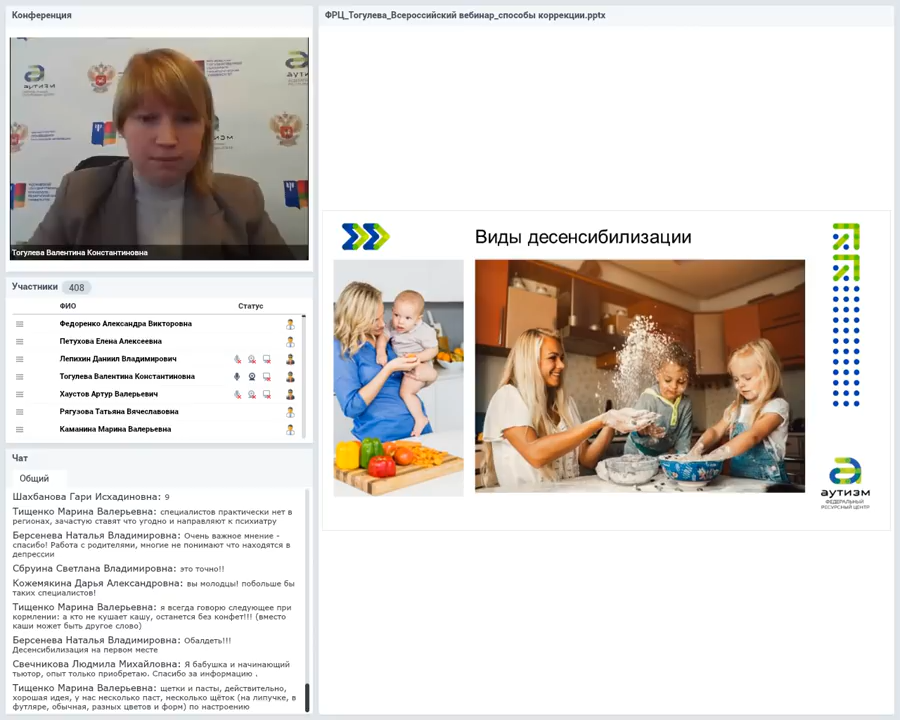 Конференция
ФРЦ_Тогулева_Всероссийский вебинар_способы коррекции.pptx
аутизм
Тогулева Валентина Константиновна
Участники 408
ФИО Статус
Федоренко Александра Викторовна
Петухова Елена Алексеевна
Лепихин Даниил Владимирович
Тогулева Валентина Константиновна
Хаустов Артур Валерьевич
Рягузова Татьяна Вячеславовна
Каманина Марина Валерьевна
Чат
Общий
Шахбанова Гари Исхадиновна: 9
Тищенко Марина Валерьевна: специалистов практически нет в
регионах, зачастую ставят что угодно и направляют к психиатру
Берсенева Наталья Владимировна: Очень важное мнение -
спасибо! Работа с родителями, многие не понимают что находятся в
депрессии
Сбруина Светлана Владимировна: это точно!!
Кожемякина Дарья Александровна: вы молодцы! побольше бы
таких специалистов!
Тищенко Марина Валерьевна: я всегда говорю следующее при
кормлении: а кто не кушает кашу, останется без конфет!!! (вместо
каши может быть другое слово)
Берсенева Наталья Владимировна: Обалдеть!!!
Десенсибилизация на первом месте
Свечникова Людмила Михайловна: Я бабушка и начинающий
тьютор, опыт только приобретаю. Спасибо за информацию .
Тищенко Марина Валерьевна: щетки и пасты, действительно,
хорошая идея, у нас несколько паст, несколько щёток (на липучке, в
футляре, обычная, разных цветов и форм) по настроению
Виды десенсибилизации
аутизм
ФЕДЕРАЛЬНЫЙ
РЕСУРСНЫЙ ЦЕНТР